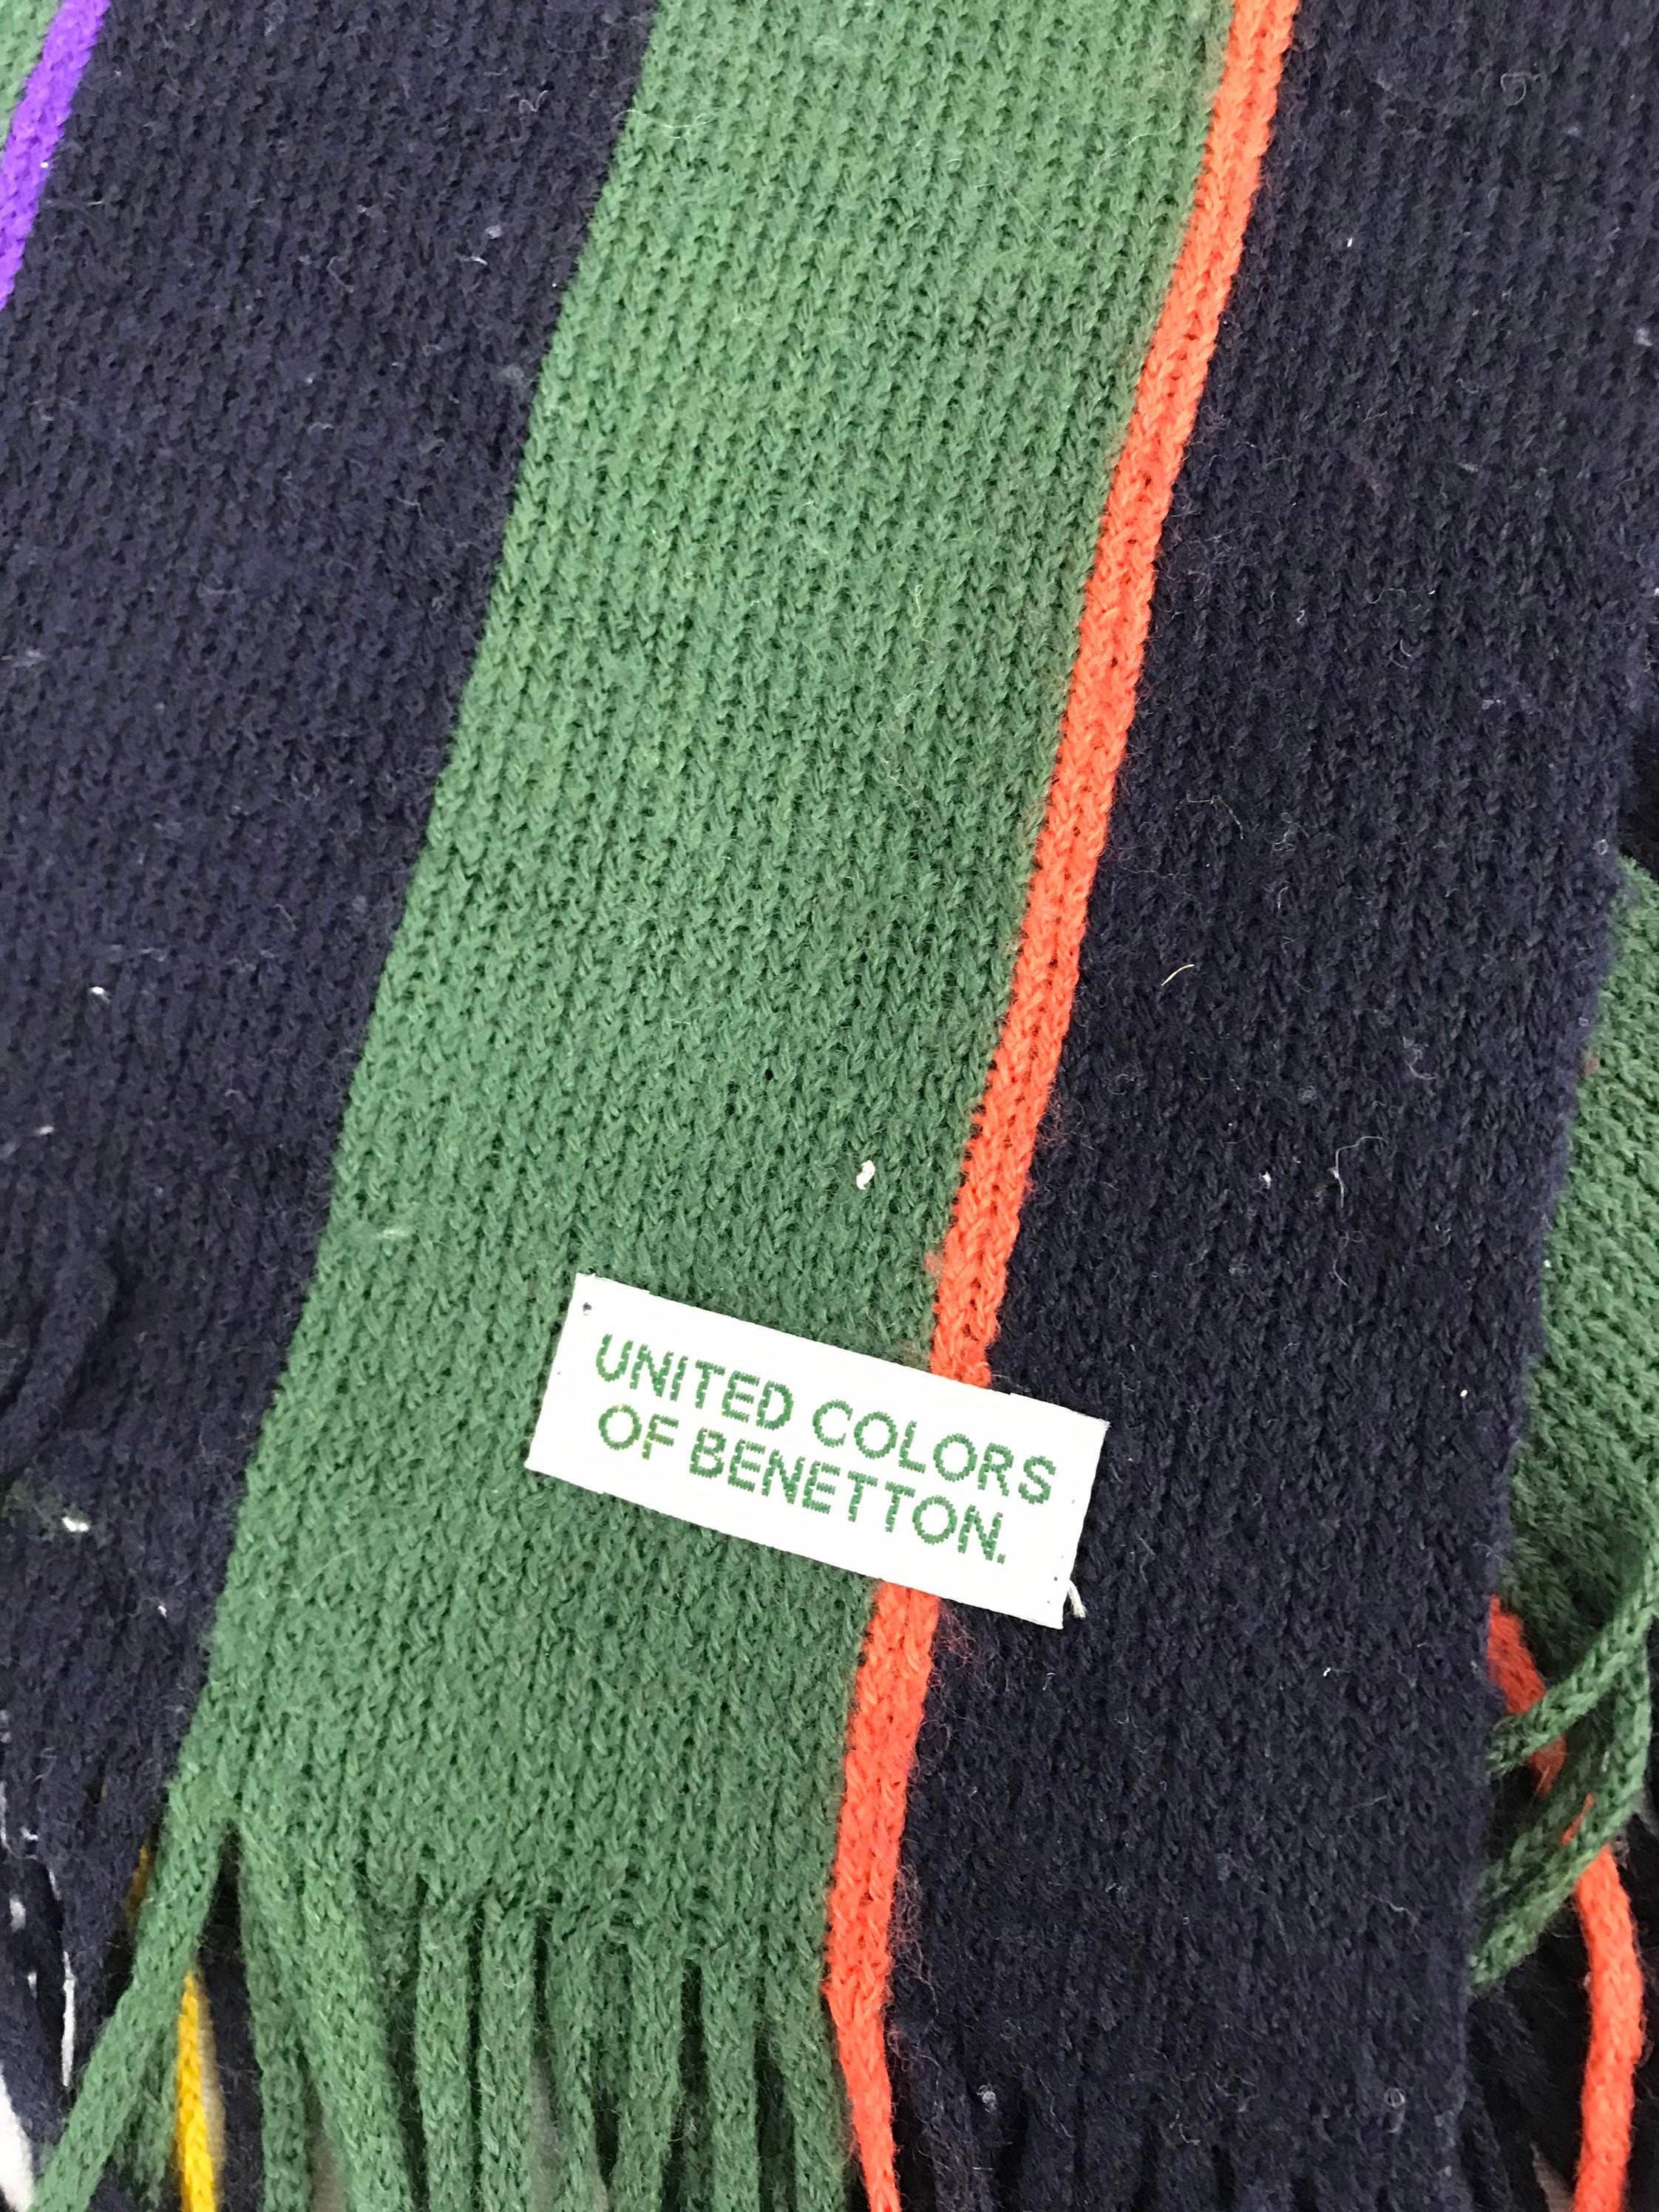 UNITED COLORS
OF BENETTON.